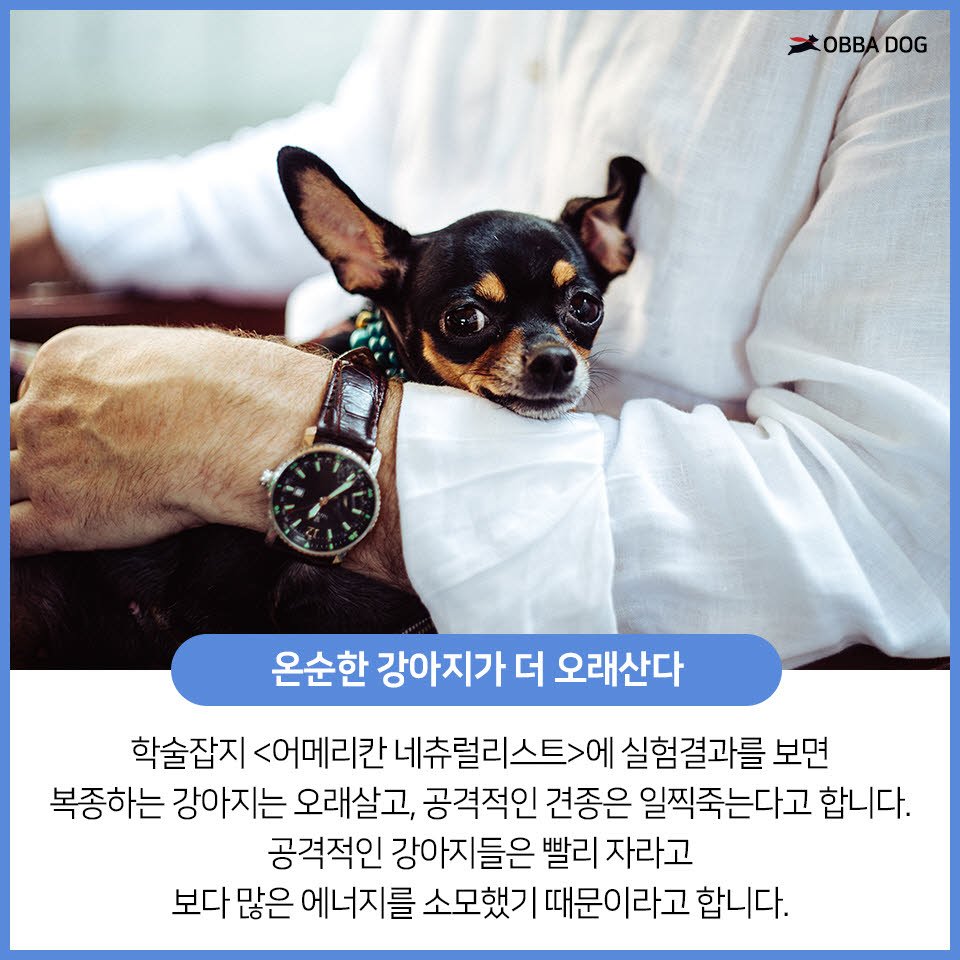 OBBA DOG
온순한 강아지가 더 오래산다
학술잡지 <어메리칸 네츄럴리스트>에 실험결과를 보면
복종하는 강아지는 오래살고, 공격적인 견종은 일찍죽는다고 합니다.
공격적인 강아지들은 빨리 자라고
보다 많은 에너지를 소모했기 때문이라고 합니다.